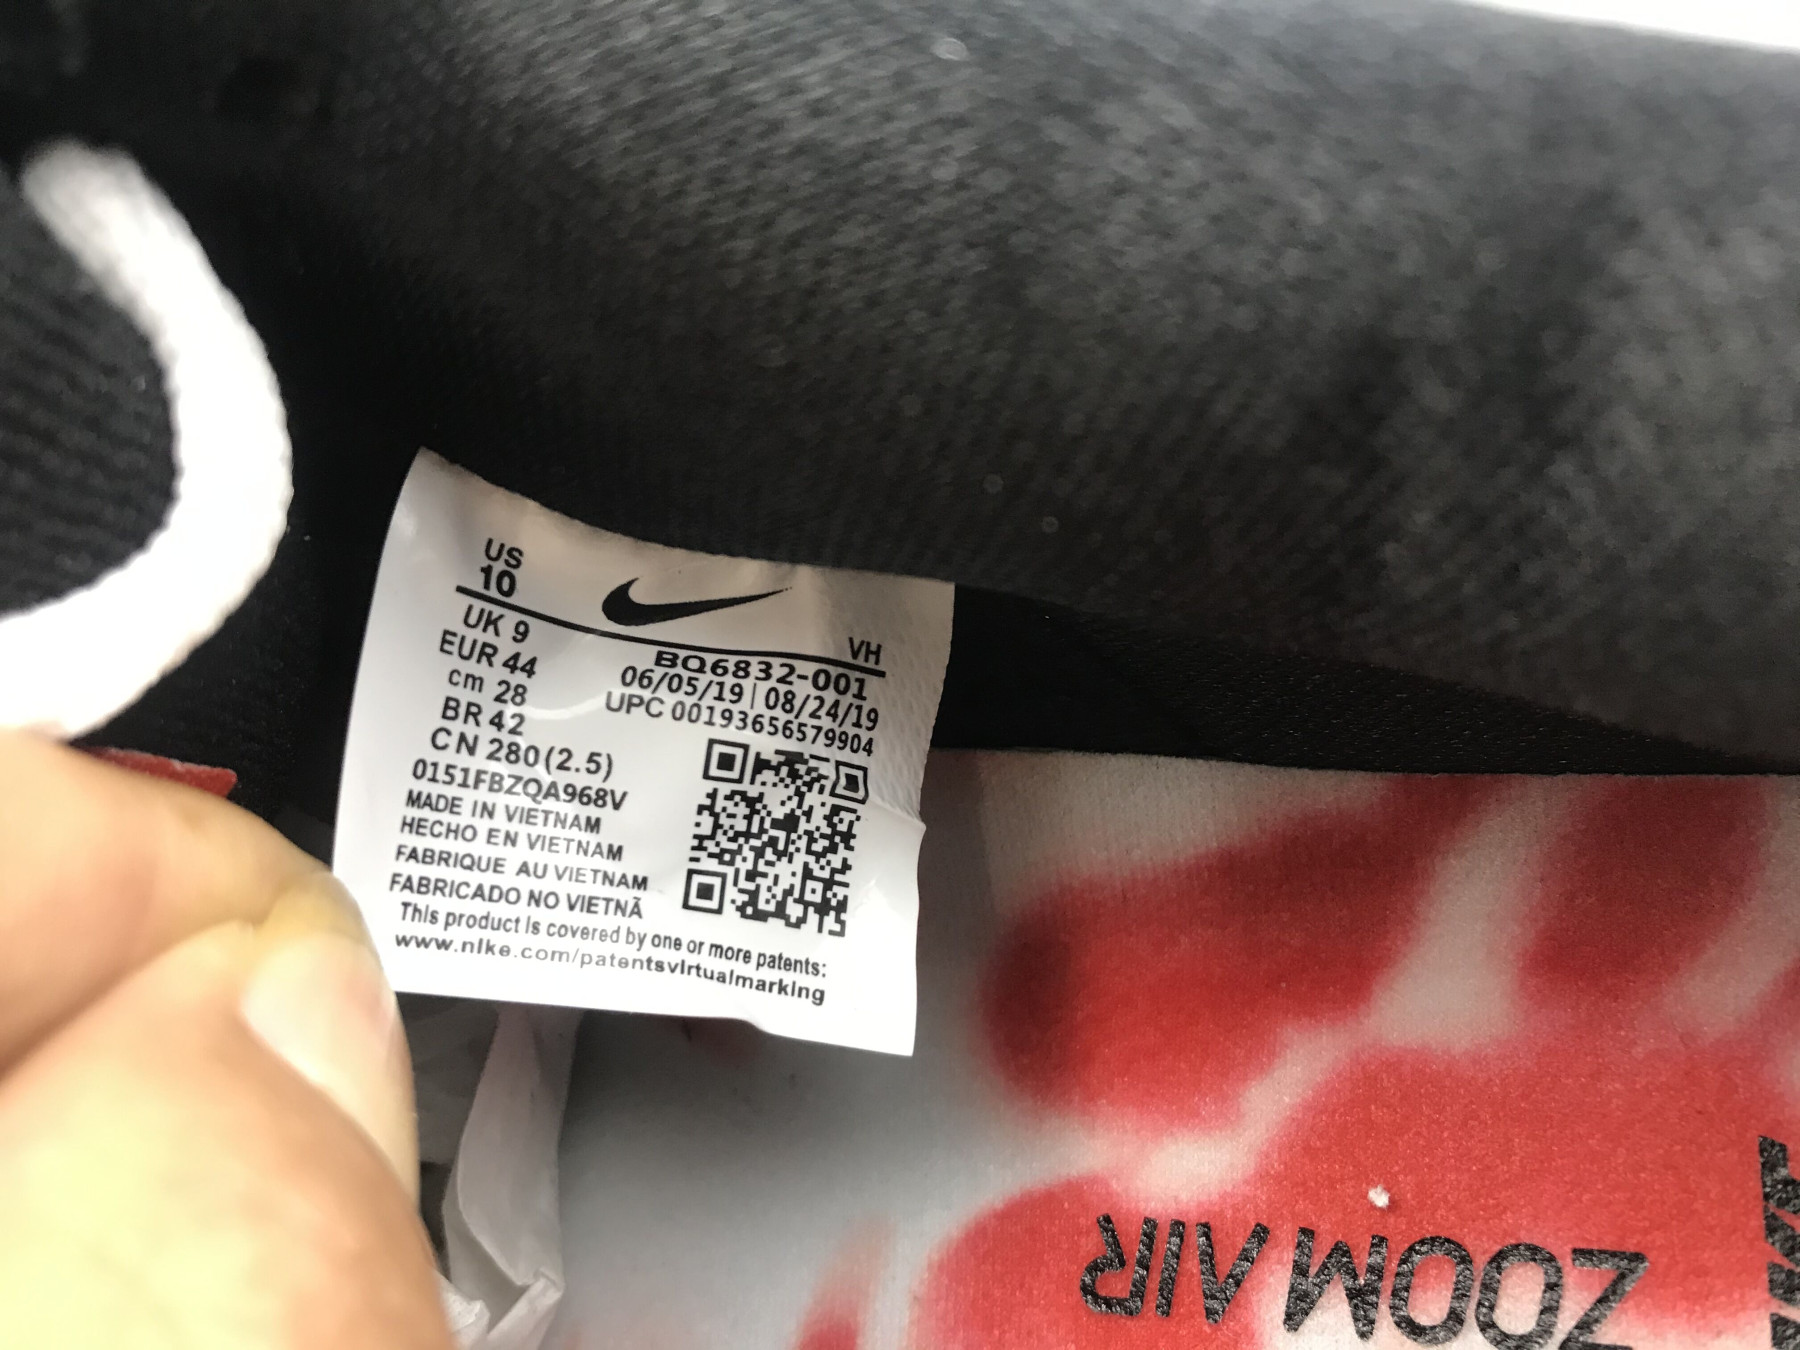 US
10
VH
UK 9
BQ6832-001
EUR 44
06/05/19 | 08/24/19
cm 28
UPC 00193656579904
BR 42
CN 280 (2.5)
0151FBZQA968V
MADE IN VIETNAM
HECHO EN VIETNAM
FABRIQUE AU VIETNAM
FABRICADO NO VIETNÃ
This product is covered by one or more patents:
www.nike.com/patentsvirtualmarking
ZOOM AIR